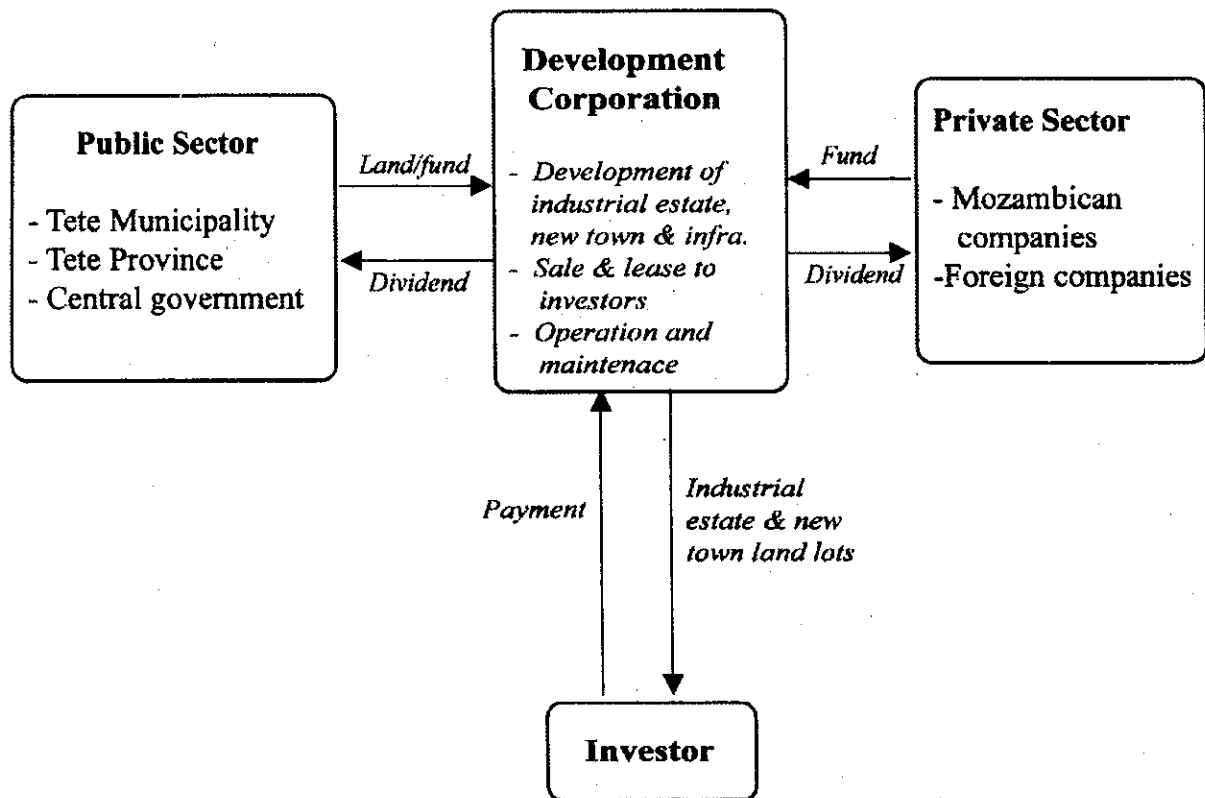 Public Sector
- Tete Municipality
- Tete Province
- Central government
Land/fund
Dividend
Development
Corporation
- Development of
industrial estate,
new town & infra.
- Sale & lease to
investors
- Operation and
maintenace
Fund
Dividend
Private Sector
- Mozambican
companies
-Foreign companies
Payment
Industrial
estate & new
town land lots
Investor